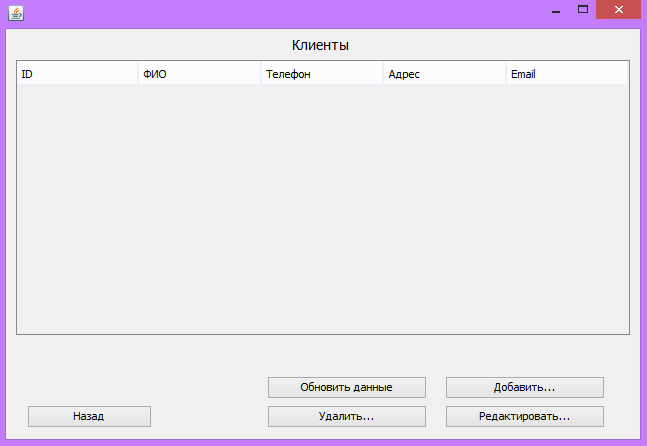 Клиенты
ID ФИО Телефон Адрес Email
Обновить данные Добавить...
Назад Удалить... Редактировать...